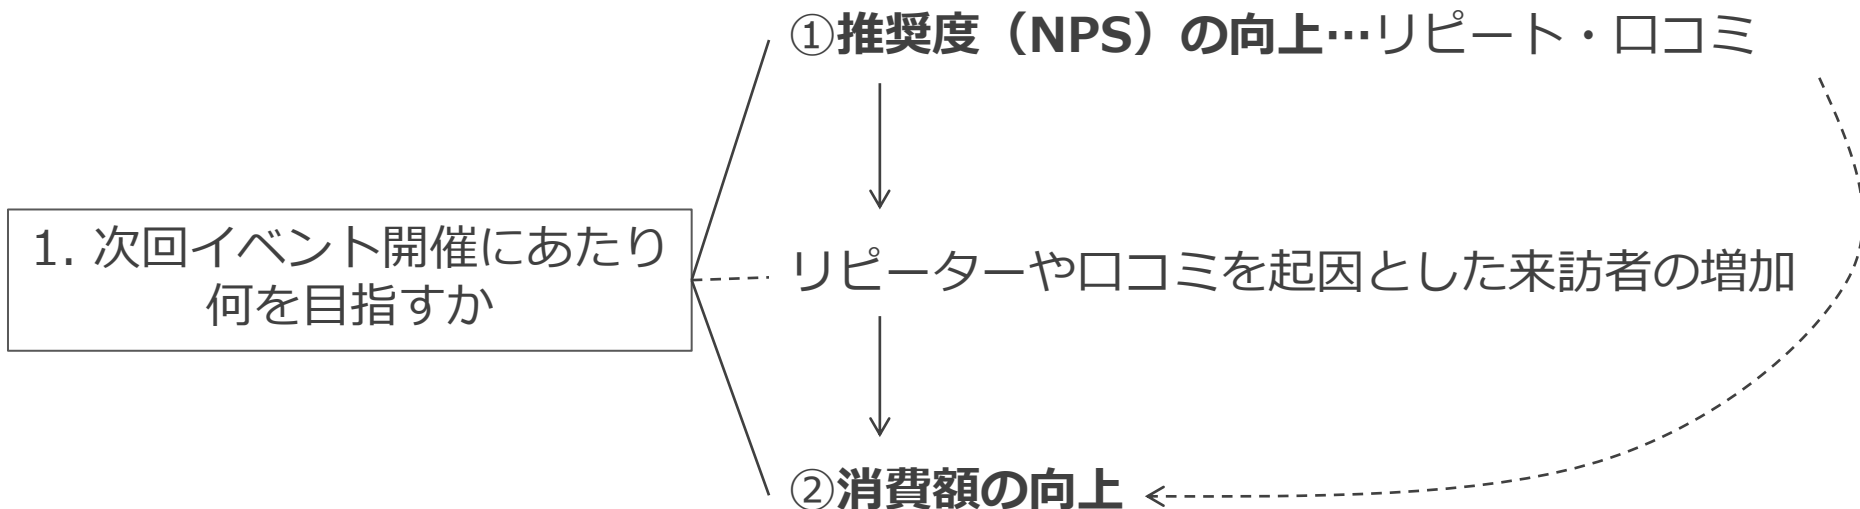 ①推奨度（NPS）の向上…リピート・口コミ
1. 次回イベント開催にあたり
何を目指すか
リピーターや口コミを起因とした来訪者の増加
②消費額の向上